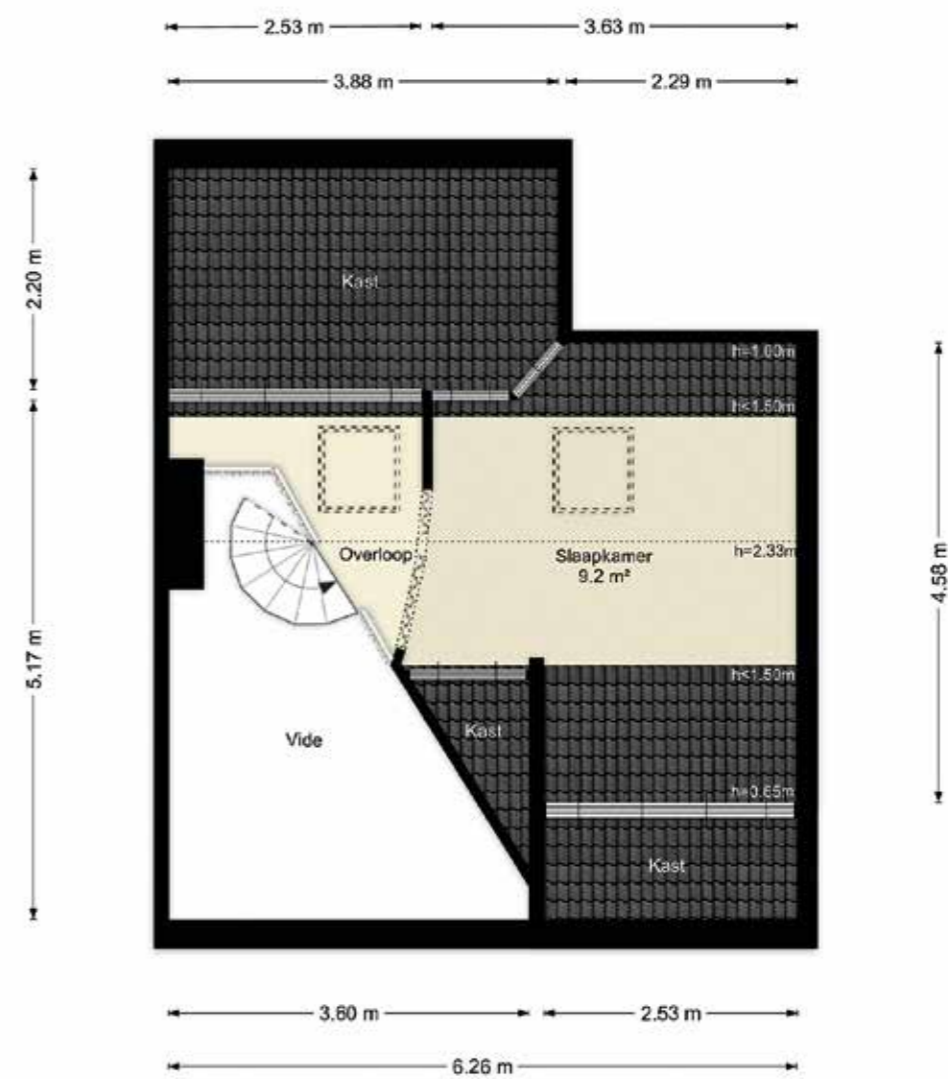 2.53 m
3.63 m
3.88 m
2.29 m
2.20 m
Kast
h=1.00m
h<1.50m
Overloop
Slaapkamer
9.2 m²
h=2.33m
4.58 m
5.17 m
h<1.50m
Kast
Vide
h=0.65m
Kast
3.60 m
2.53 m
6.26 m